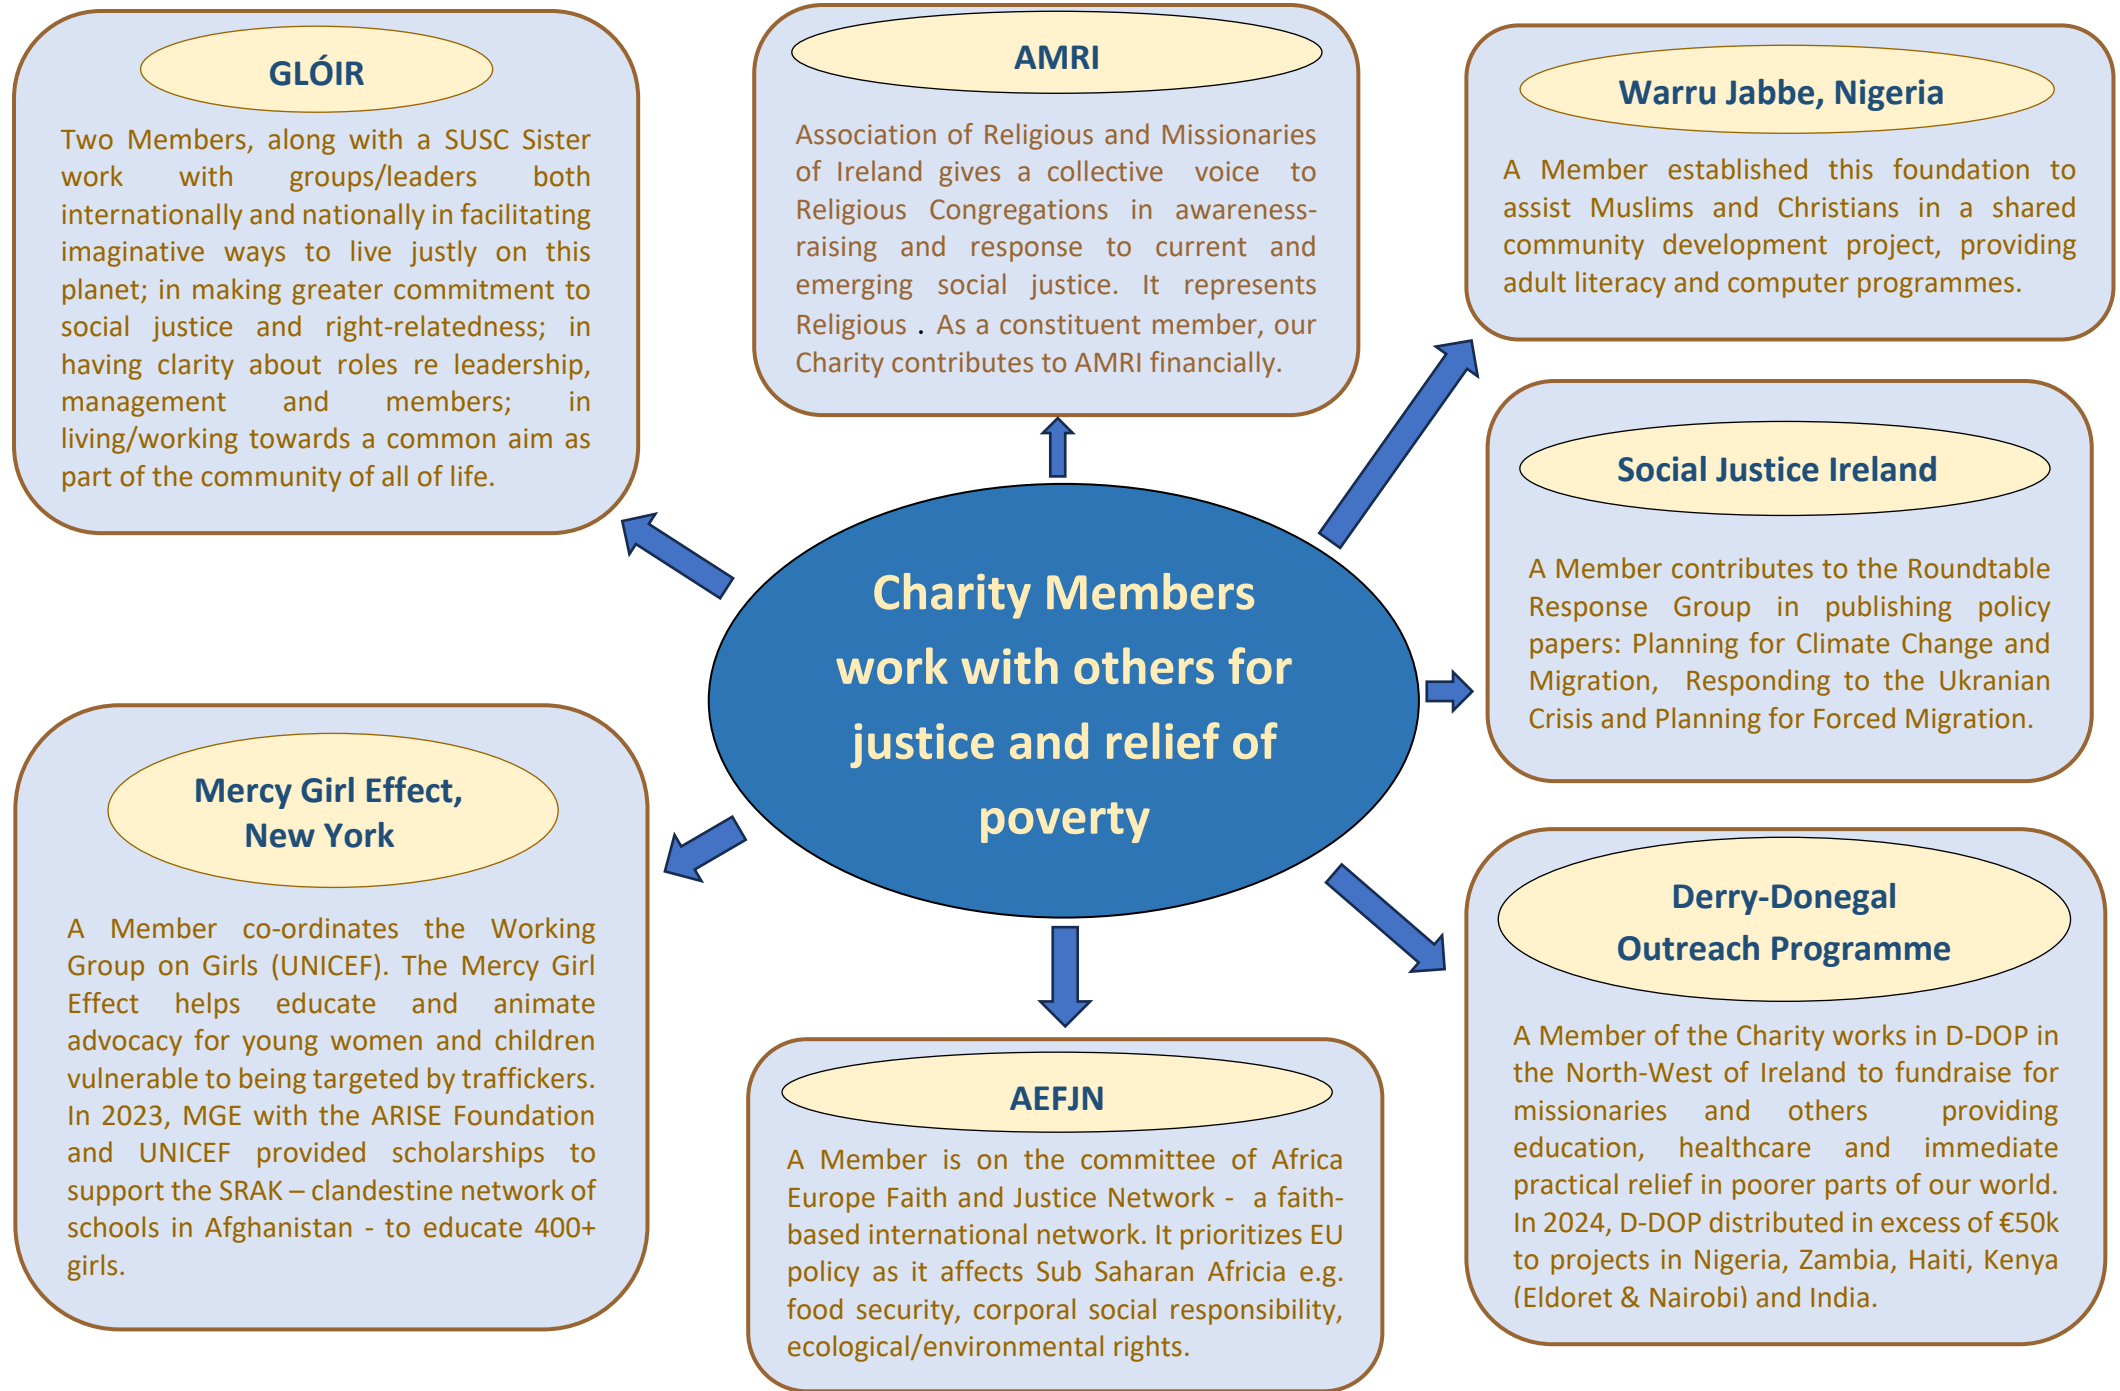 GLÓIR
Two Members, along with a SUSC Sister
work with groups/leaders both
internationally and nationally in facilitating
imaginative ways to live justly on this
planet; in making greater commitment to
social justice and right-relatedness; in
having clarity about roles re leadership,
management and members; in
living/working towards a common aim as
part of the community of all of life.
AMRI
Association of Religious and Missionaries
of Ireland gives a collective voice to
Religious Congregations in awareness-
raising and response to current and
emerging social justice. It represents
Religious . As a constituent member, our
Charity contributes to AMRI financially.
Warru Jabbe, Nigeria
A Member established this foundation to
assist Muslims and Christians in a shared
community development project, providing
adult literacy and computer programmes.
Social Justice Ireland
A Member contributes to the Roundtable
Response Group in publishing policy
papers: Planning for Climate Change and
Migration, Responding to the Ukranian
Crisis and Planning for Forced Migration.
Charity Members
work with others for
justice and relief of
poverty
Mercy Girl Effect,
New York
A Member co-ordinates the Working
Group on Girls (UNICEF). The Mercy Girl
Effect helps educate and animate
advocacy for young women and children
vulnerable to being targeted by traffickers.
In 2023, MGE with the ARISE Foundation
and UNICEF provided scholarships to
support the SRAK – clandestine network of
schools in Afghanistan - to educate 400+
girls.
AEFJN
A Member is on the committee of Africa
Europe Faith and Justice Network - a faith-
based international network. It prioritizes EU
policy as it affects Sub Saharan Africia e.g.
food security, corporal social responsibility,
ecological/environmental rights.
Derry-Donegal
Outreach Programme
A Member of the Charity works in D-DOP in
the North-West of Ireland to fundraise for
missionaries and others providing
education, healthcare and immediate
practical relief in poorer parts of our world.
In 2024, D-DOP distributed in excess of €50k
to projects in Nigeria, Zambia, Haiti, Kenya
(Eldoret & Nairobi) and India.